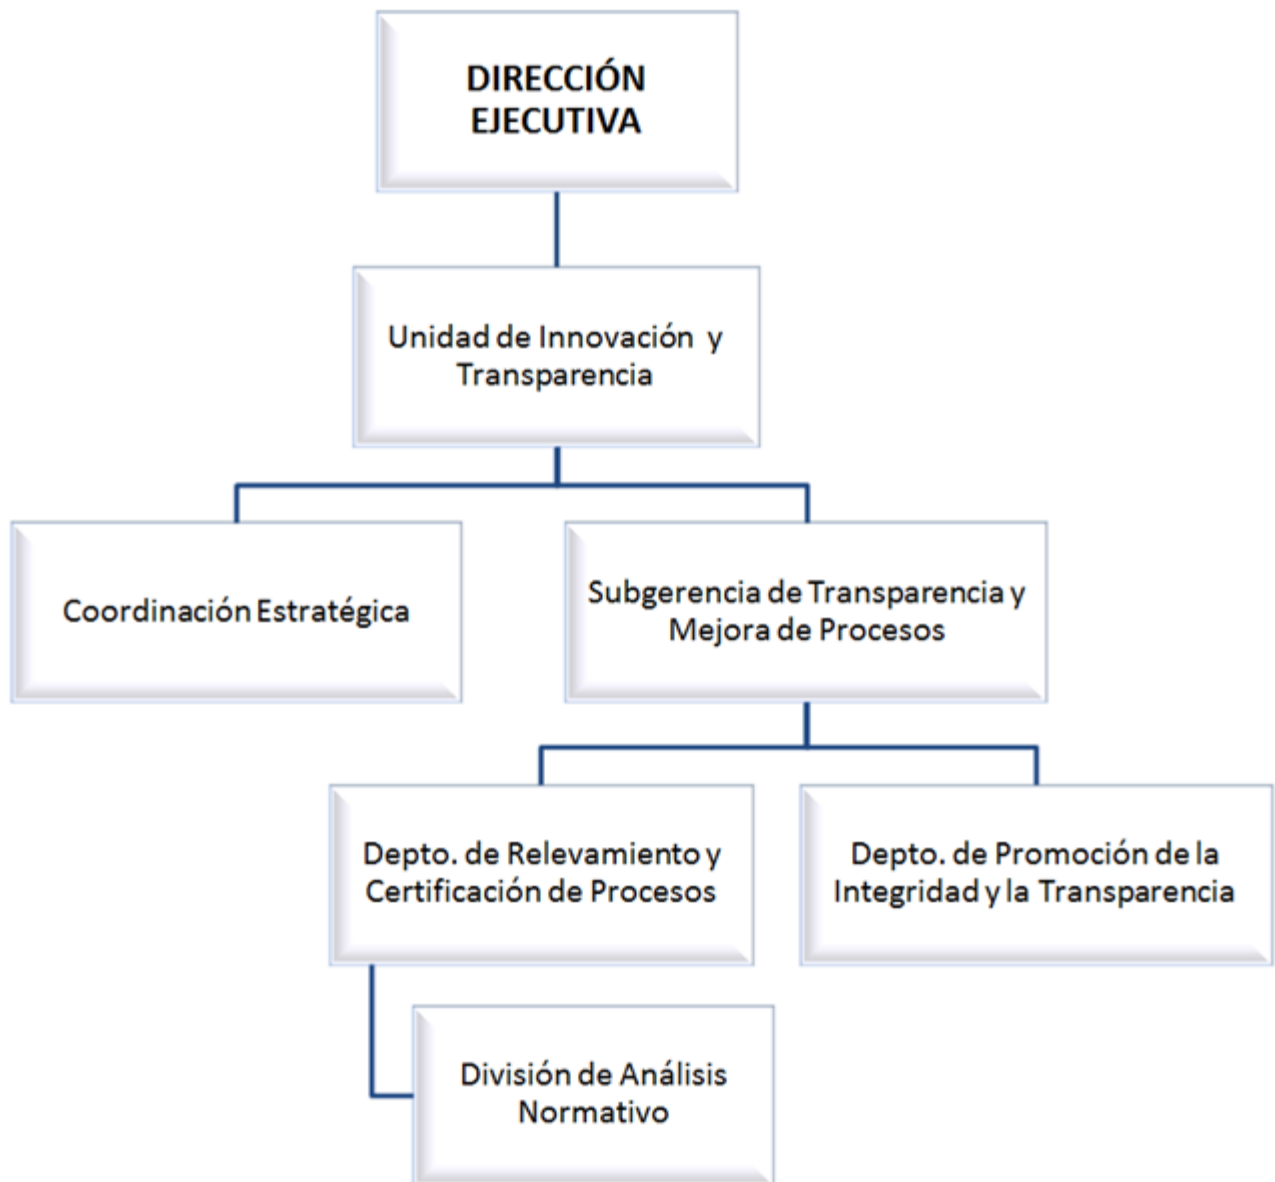 DIRECCIÓN
EJECUTIVA
Unidad de Innovación y
Transparencia
Coordinación Estratégica
Subgerencia de Transparencia y
Mejora de Procesos
Depto. de Relevamiento y
Certificación de Procesos
Depto. de Promoción de la
Integridad y la Transparencia
División de Análisis
Normativo